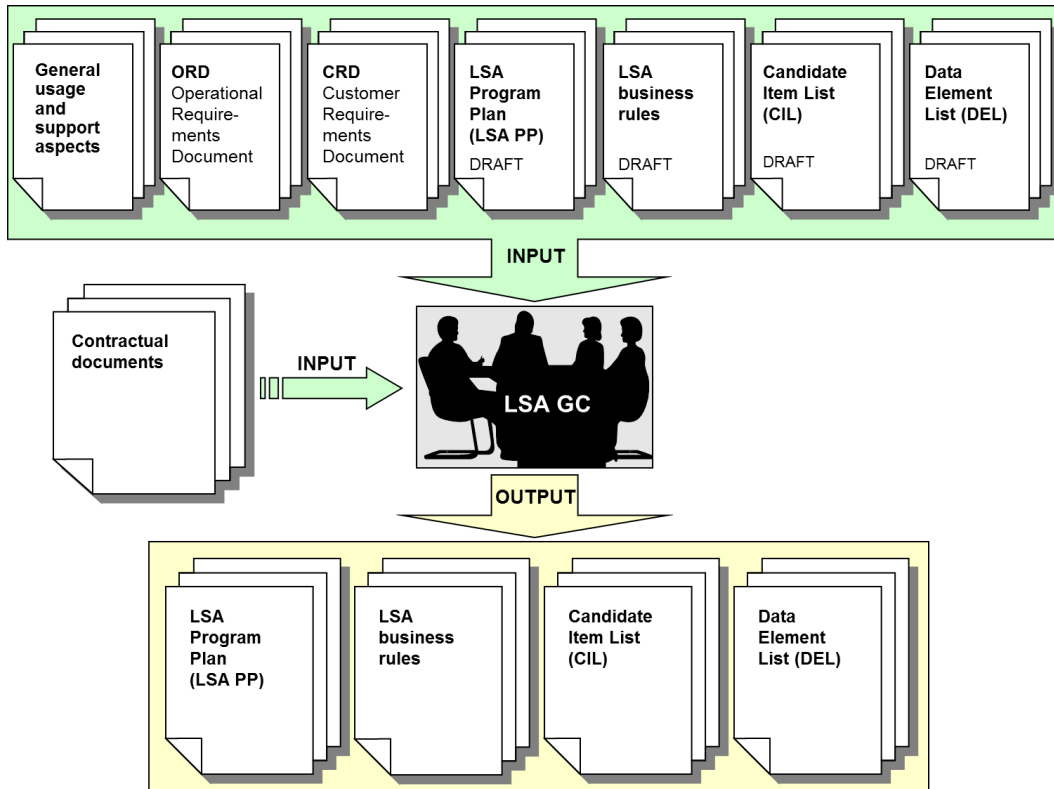 General
usage
and
support
aspects
ORD
Operational
Require-
ments
Document
CRD
Customer
Require-
ments
Document
LSA
Program
Plan
(LSA PP)
DRAFT
LSA
business
rules
DRAFT
Candidate
Item List
(CIL)
DRAFT
Data
Element
List (DEL)
DRAFT
INPUT
Contractual
documents
INPUT
LSA GC
OUTPUT
LSA
Program
Plan
(LSA PP)
LSA
business
rules
Candidate
Item List
(CIL)
Data
Element
List (DEL)